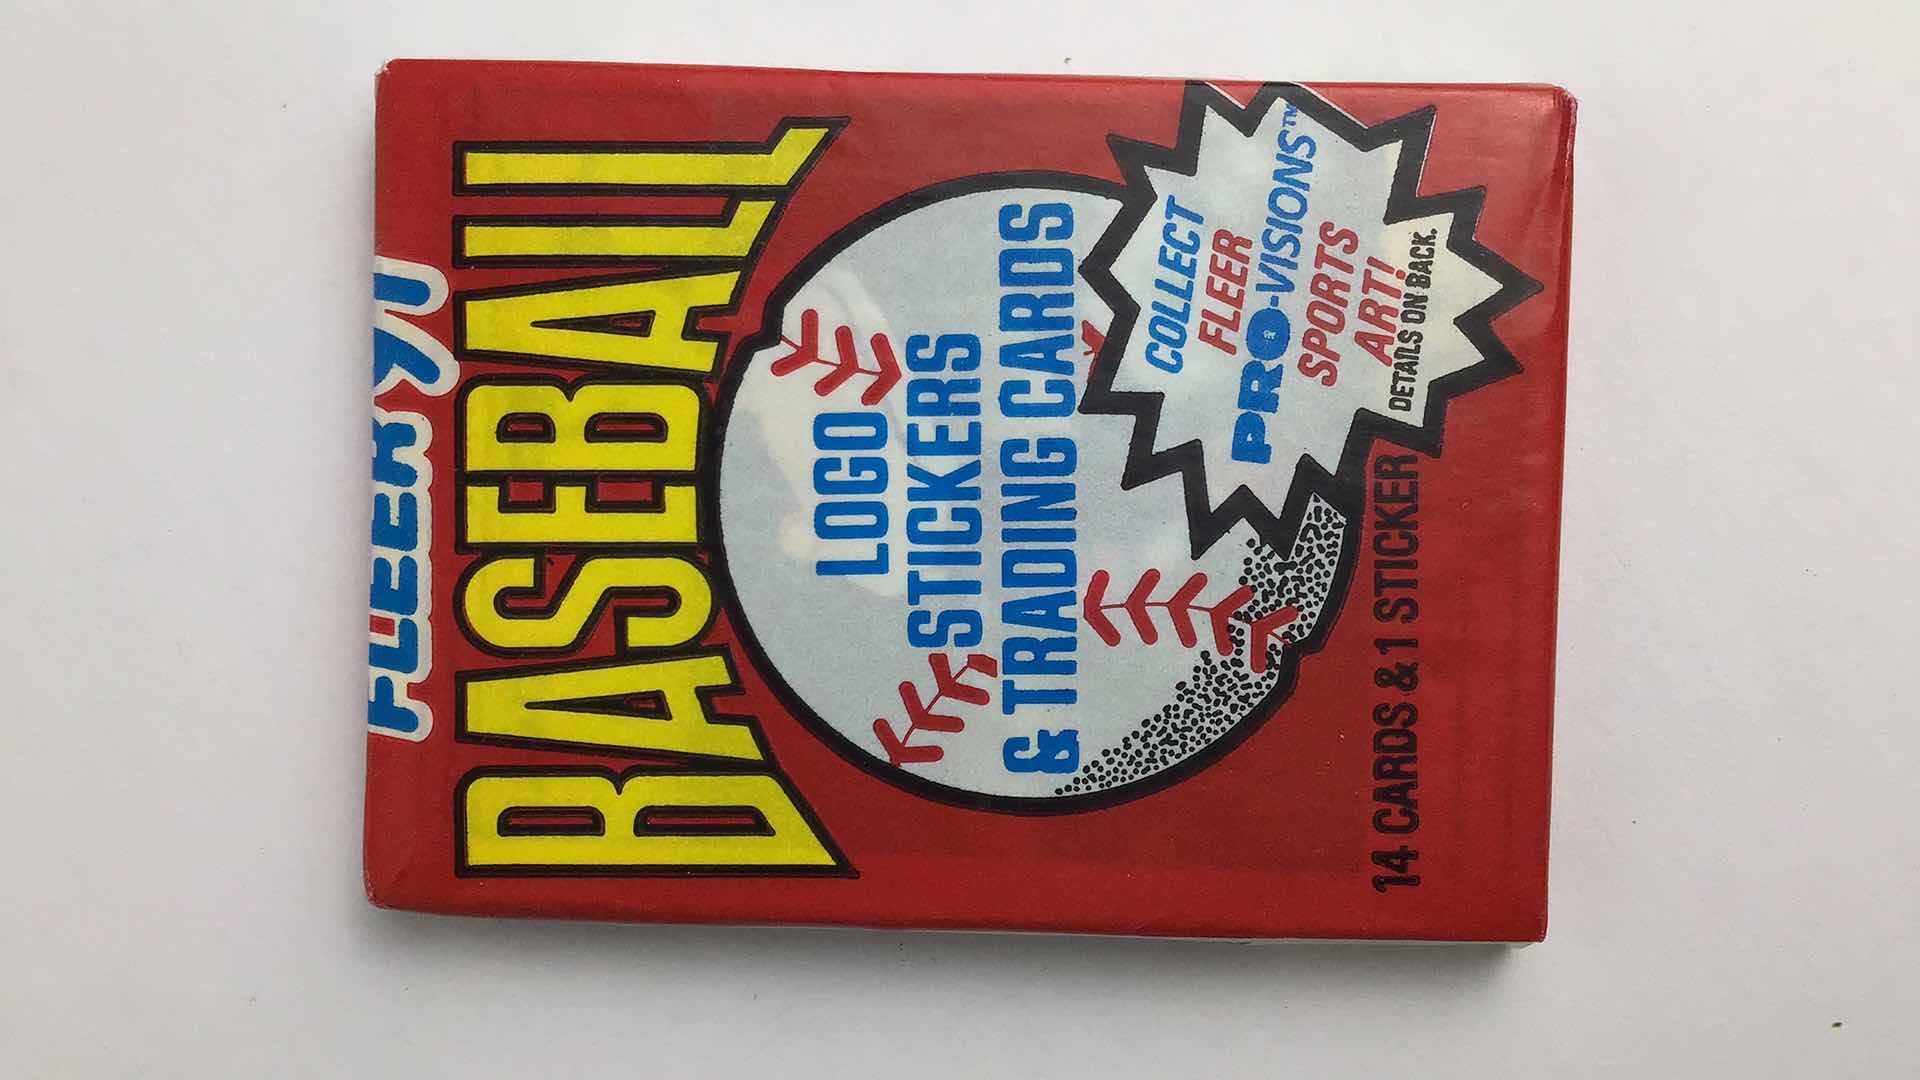 FLEER '91
BASEBALL
LOGO
STICKERS
& TRADING CARDS
COLLECT
FLEER
PRO-VISIONS™
SPORTS
ART!
DETAILS ON BACK.
14 CARDS & 1 STICKER